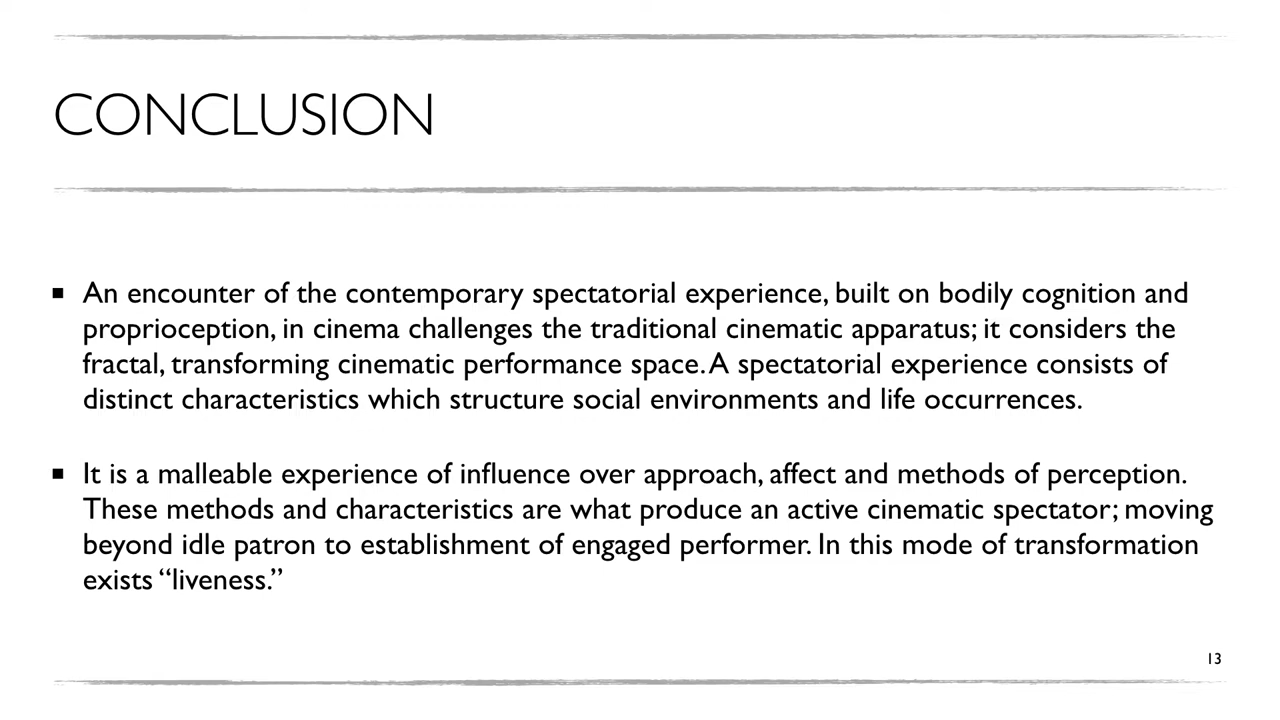 CONCLUSION
▪ An encounter of the contemporary spectatorial experience, built on bodily cognition and
proprioception, in cinema challenges the traditional cinematic apparatus; it considers the
fractal, transforming cinematic performance space. A spectatorial experience consists of
distinct characteristics which structure social environments and life occurrences.
▪ It is a malleable experience of influence over approach, affect and methods of perception.
These methods and characteristics are what produce an active cinematic spectator; moving
beyond idle patron to establishment of engaged performer. In this mode of transformation
exists “liveness.”
13